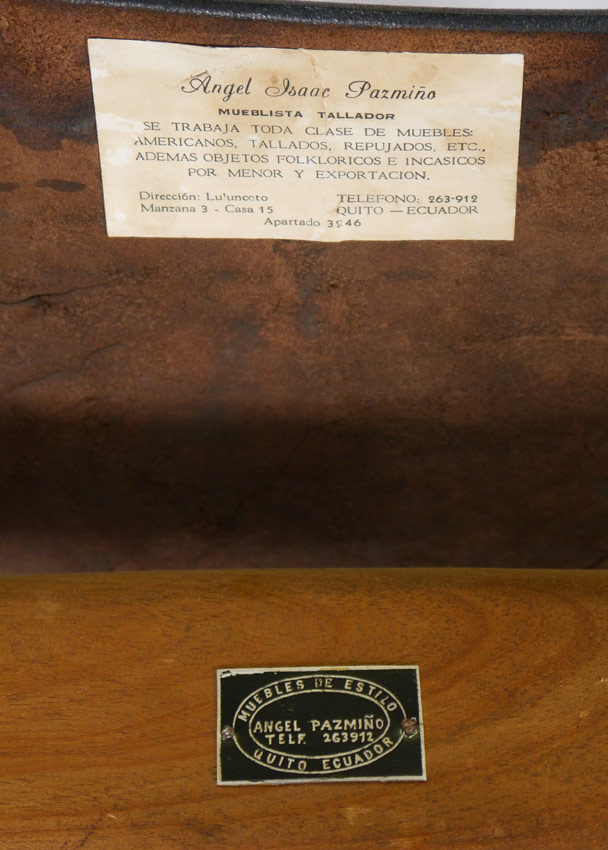 Angel Isaac Pazmiño
MUEBLISTA TALLADOR
SE TRABAJA TODA CLASE DE MUEBLES:
AMERICANOS, TALLADOS, REPUJADOS, ETC.,
ADEMAS OBJETOS FOLKLORICOS E INCASICOS
POR MENOR Y EXPORTACION.
Dirección: Lu'uncoto
Manzana 3 - Casa 15
TELEFONO: 263-912
QUITO — ECUADOR
Apartado
MUEBLES DE ESTILO
ANGEL PAZMIÑO
TELF. 263912
QUITO ECUADOR